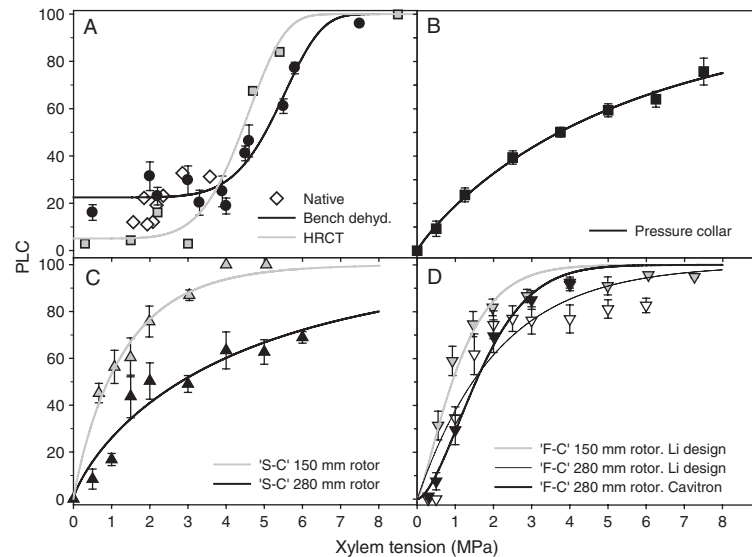 A
B
100
80
60
40
20
0
Native
Bench dehyd.
HRCT
Pressure collar
PLC
C
D
100
80
60
40
20
0
'S-C' 150 mm rotor
'S-C' 280 mm rotor
'F-C' 150 mm rotor. Li design
'F-C' 280 mm rotor. Li design
'F-C' 280 mm rotor. Cavitron
0 1 2 3 4 5 6 7 8
0 1 2 3 4 5 6 7 8
Xylem tension (MPa)